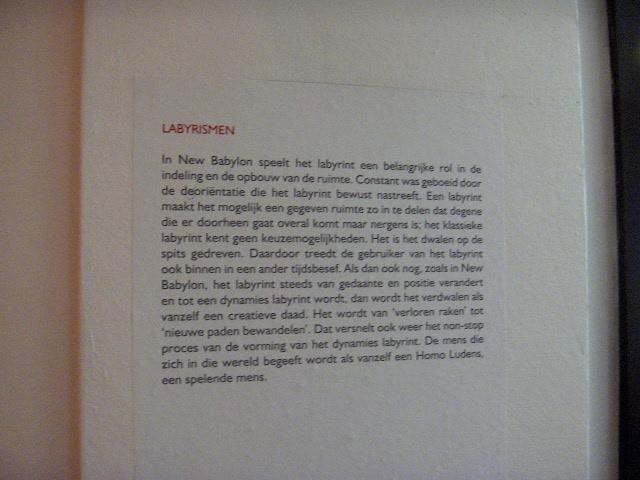 LABYRISMEN
In New Babylon speelt het labyrint een belangrijke rol in de
indeling en de opbouw van de ruimte. Constant was geboeid door
de deoriëntatie die het labyrint bewust nastreeft. Een labyrint
maakt het mogelijk een gegeven ruimte zo in te delen dat degene
die er doorheen gaat overal komt maar nergens is; het klassieke
labyrint kent geen keuzemogelijkheden. Het is het dwalen op de
spits gedreven. Daardoor treedt de gebruiker van het labyrint
ook binnen in een ander tijdsbesef. Als dan ook nog, zoals in New
Babylon, het labyrint steeds van gedaante en positie verandert
en tot een dynamies labyrint wordt, dan wordt het verdwalen als
vanzelf een creatieve daad. Het wordt van ‘verloren raken’ tot
‘nieuwe paden bewandelen’. Dat versnelt ook weer het non-stop
proces van de vorming van het dynamies labyrint. De mens die
zich in die wereld begeeft wordt als vanzelf een Homo Ludens,
een spelende mens.